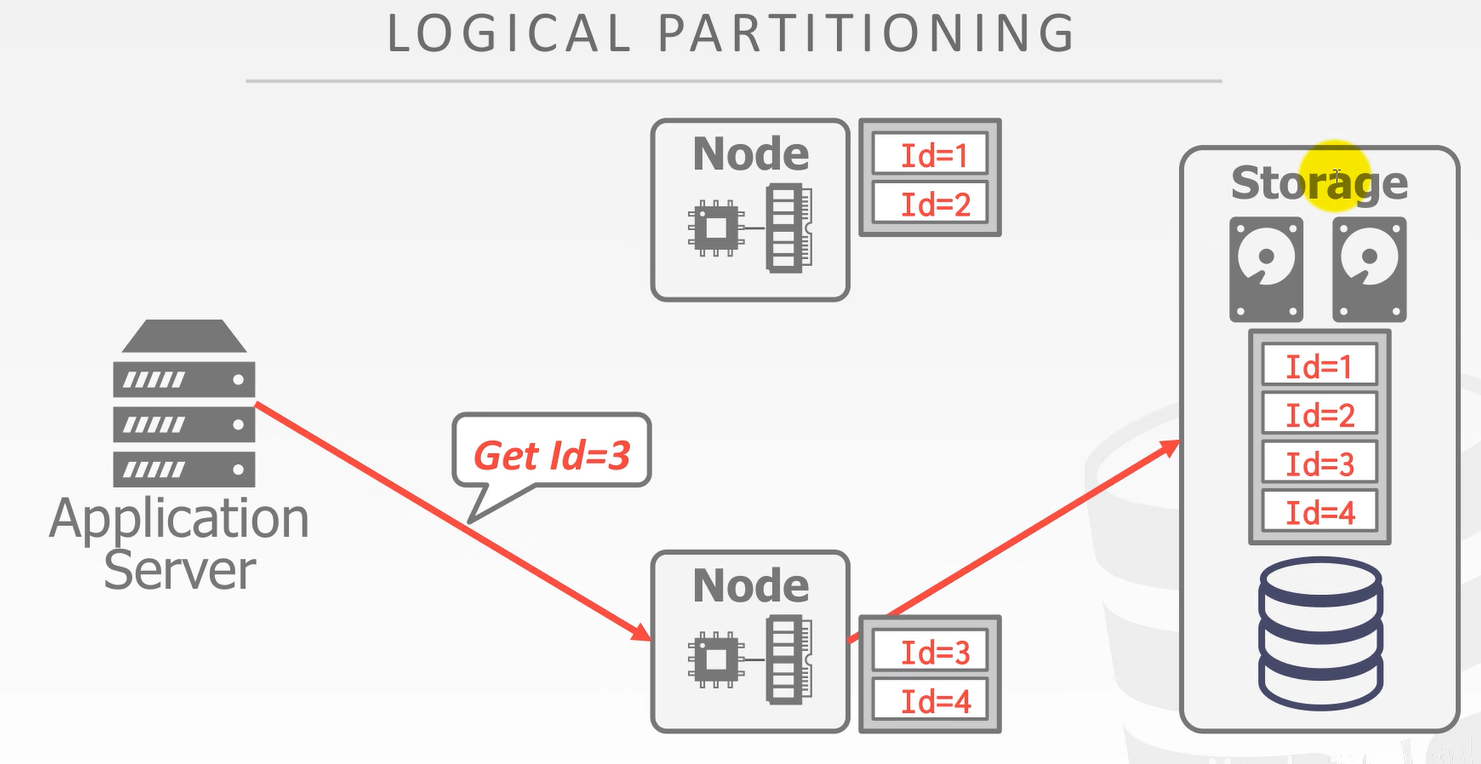 LOGICAL PARTITIONING
Node
Id=1
Id=2
Storage
Id=1
Id=2
Id=3
Id=4
Application
Server
Get Id=3
Node
Id=3
Id=4